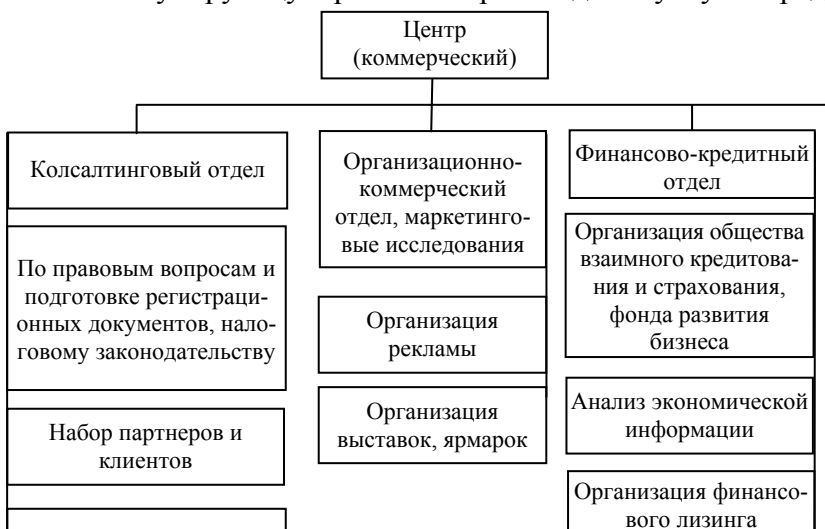 Центр
(коммерческий)
Колсалтинговый отдел
По правовым вопросам и
подготовке регистраци-
онных документов, нало-
говому законодательству
Набор партнеров и
клиентов
Организационно-
коммерческий
отдел, маркетинго-
вые исследования
Организация
рекламы
Организация
выставок, ярмарок
Финансово-кредитный
отдел
Организация общества
взаимного кредитова-
ния и страхования,
фонда развития
бизнеса
Анализ экономической
информации
Организация финансо-
вого лизинга